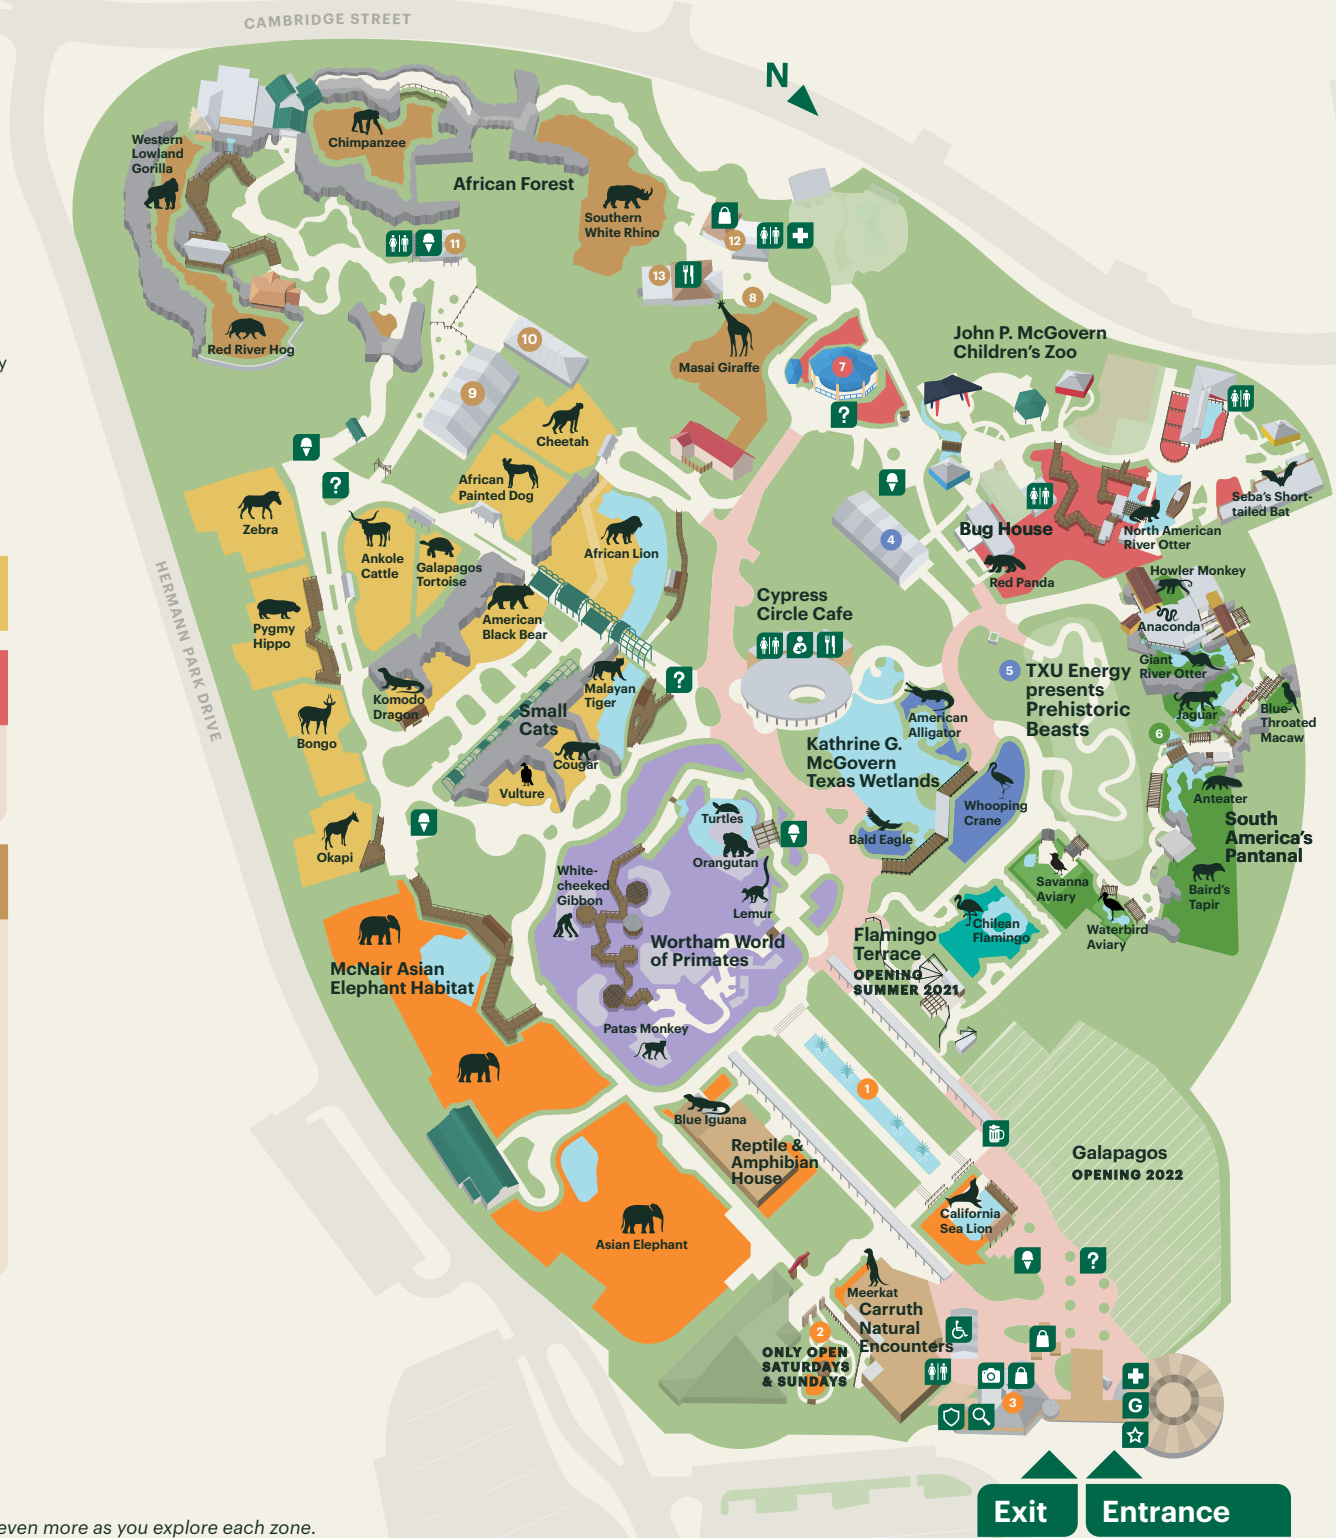 CAMBRIDGE STREET
N
Western
Lowland
Gorilla
Chimpanzee
African Forest
Southern
White Rhino
11
12
13
8
Red River Hog
10
9
Masai Giraffe
7
?
John P. McGovern
Children's Zoo
y
Cheetah
African
Painted Dog
?
Zebra
Ankole
Cattle
Galapagos
Tortoise
African Lion
4
Bug House
Seba's Short-
tailed Bat
North American
River Otter
Red Panda
Howler Monkey
Anaconda
HERMANN PARK DRIVE
Pygmy
Hippo
American
Black Bear
Cypress
Circle Cafe
Giant
River Otter
5
TXU Energy
presents
Prehistoric
Beasts
Komodo
Dragon
Malayan
Tiger
?
Small
Cats
Bongo
Cougar
Vulture
American
Alligator
Jaguar
Blue-
Throated
Macaw
6
Kathrine G.
McGovern
Texas Wetlands
Anteater
Whooping
Crane
Bald Eagle
South
America's
Pantanal
Okapi
Turtles
Orangutan
White-
cheeked
Gibbon
Lemur
Savanna
Aviary
Baird's
Tapir
Waterbird
Aviary
Chilean
Flamingo
Flamingo
Terrace
OPENING
SUMMER 2021
Wortham World
of Primates
McNair Asian
Elephant Habitat
Patas Monkey
1
Blue Iguana
Reptile &
Amphibian
House
Galapagos
OPENING 2022
California
Sea Lion
Asian Elephant
?
Meerkat
Carruth
Natural
Encounters
2
ONLY OPEN
SATURDAYS
& SUNDAYS
3
G
Exit
Entrance
even more as you explore each zone.